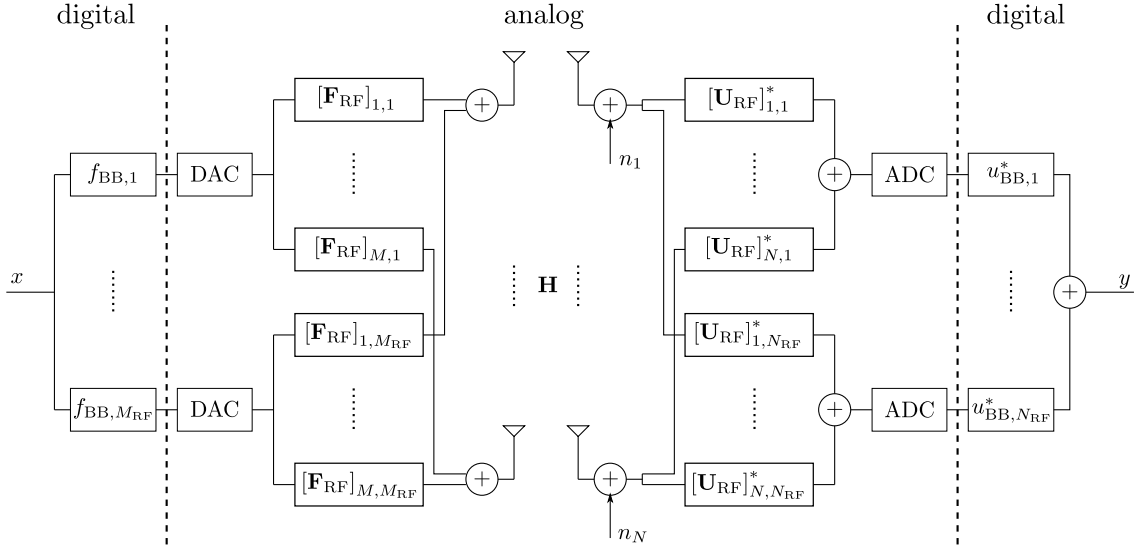 digital analog digital
[F_RF]_{1,1} + + [U_RF]^*_{1,1}
n_1
f_{BB,1} DAC + ADC u^*_{BB,1}
[F_RF]_{M,1} [U_RF]^*_{N,1}
x H + y
[F_RF]_{1,M_RF} [U_RF]^*_{1,N_RF}
f_{BB,M_RF} DAC + ADC u^*_{BB,N_RF}
[F_RF]_{M,M_RF} + + [U_RF]^*_{N,N_RF}
n_N